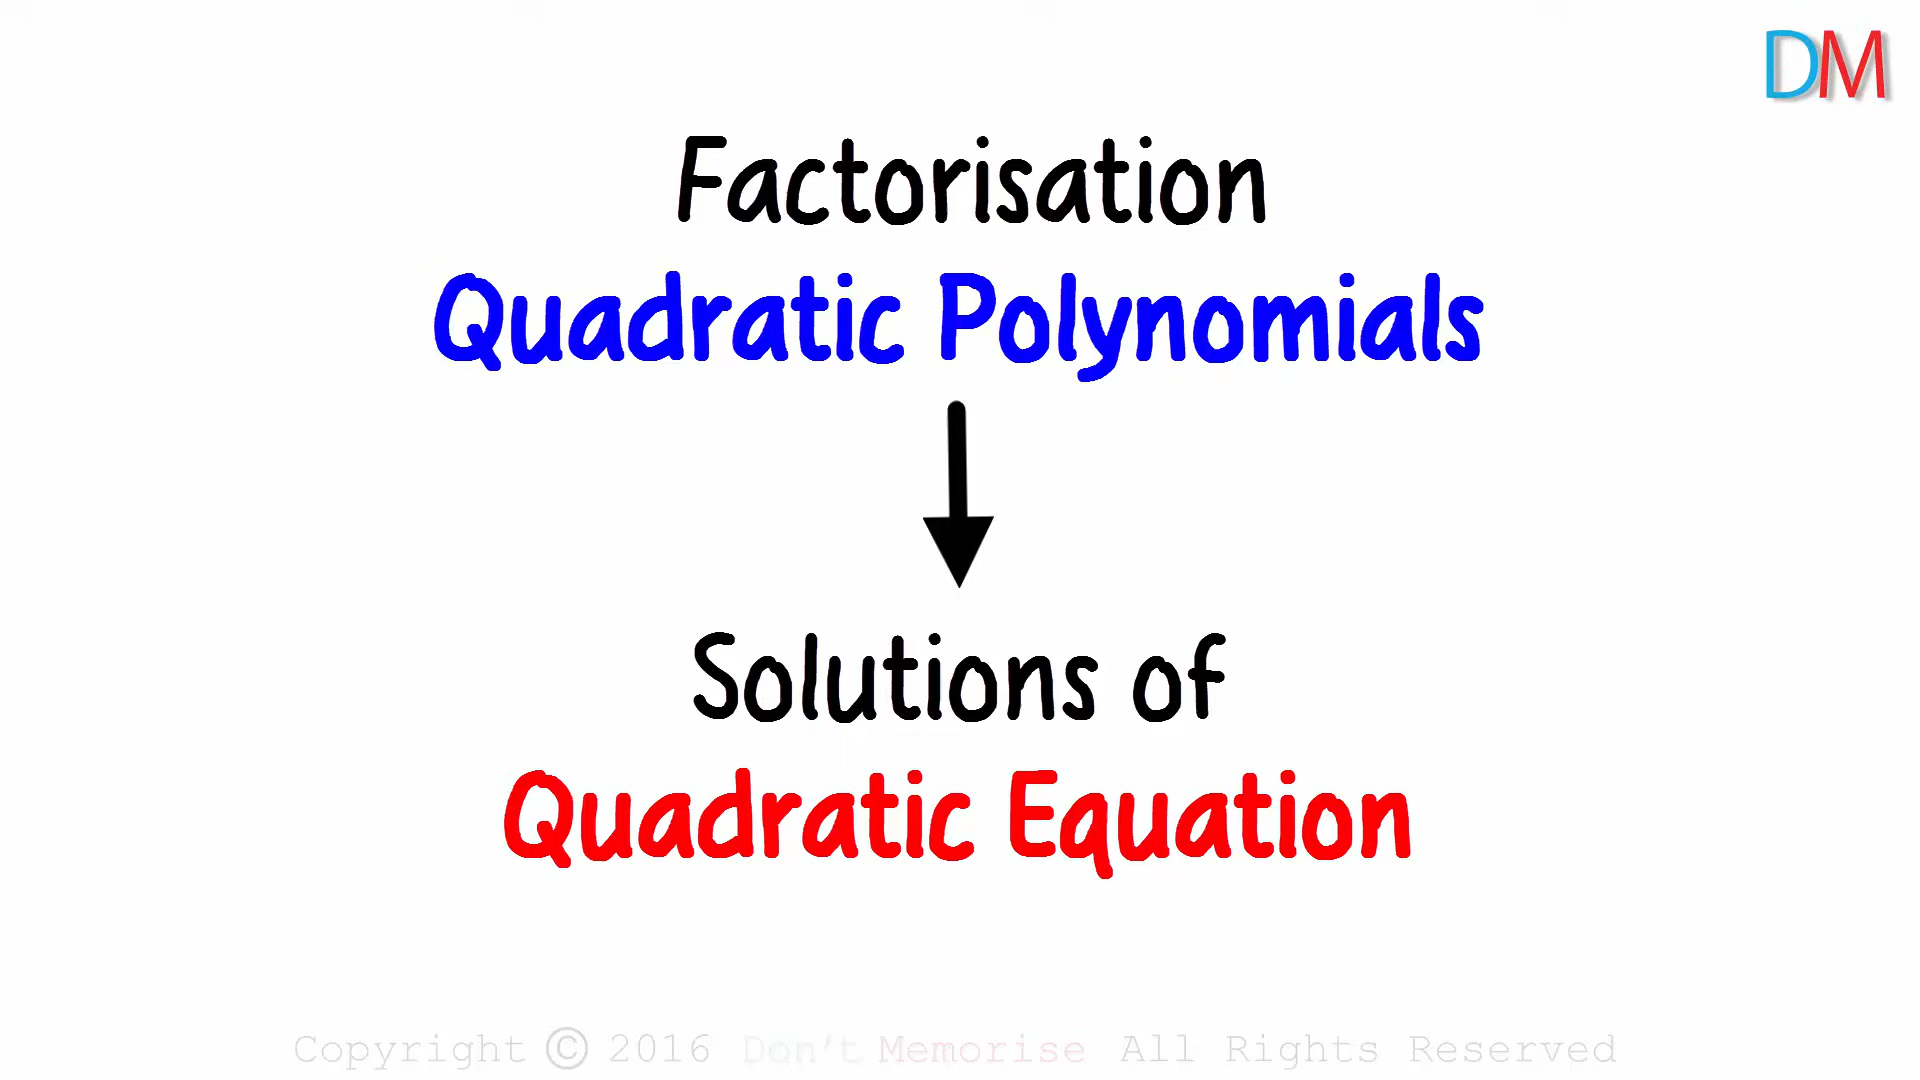 DM
Factorisation
Quadratic Polynomials
Solutions of
Quadratic Equation
Copyright © 2016 Don't Memorise All Rights Reserved